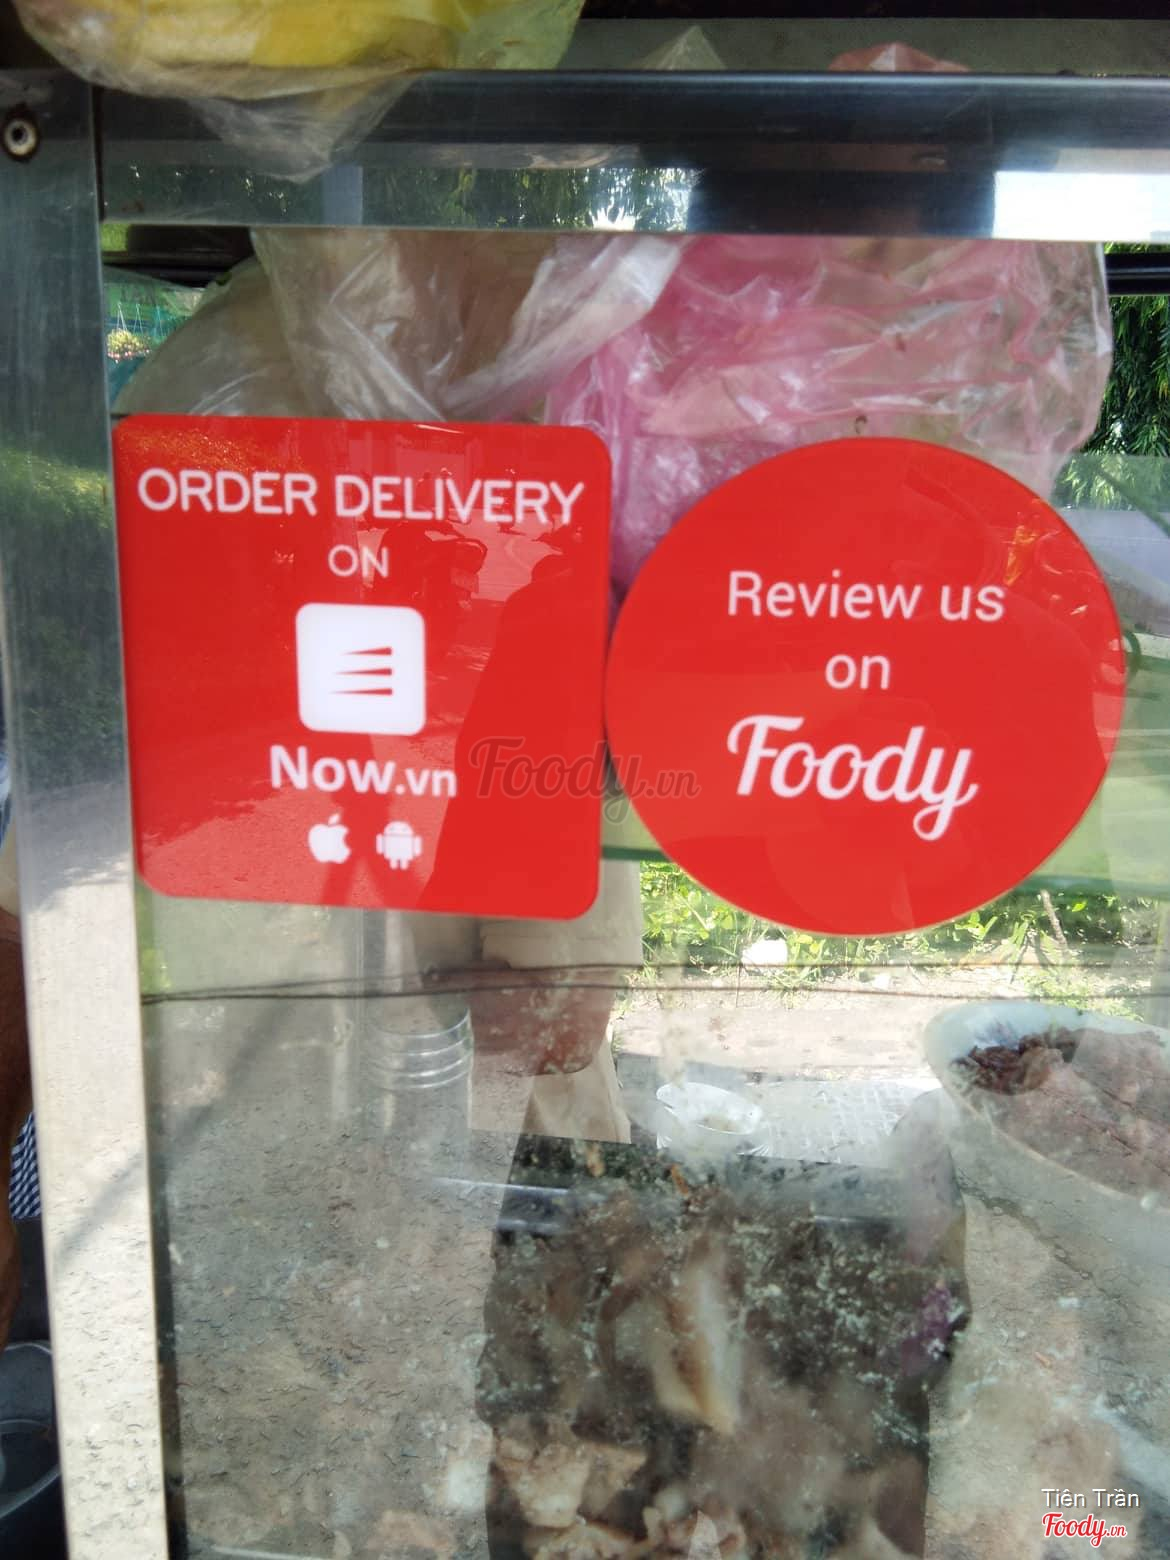 ORDER DELIVERY
ON
Now.vn
Review us
on
Foody
Foody.vn
Tiên Trần
Foody.vn